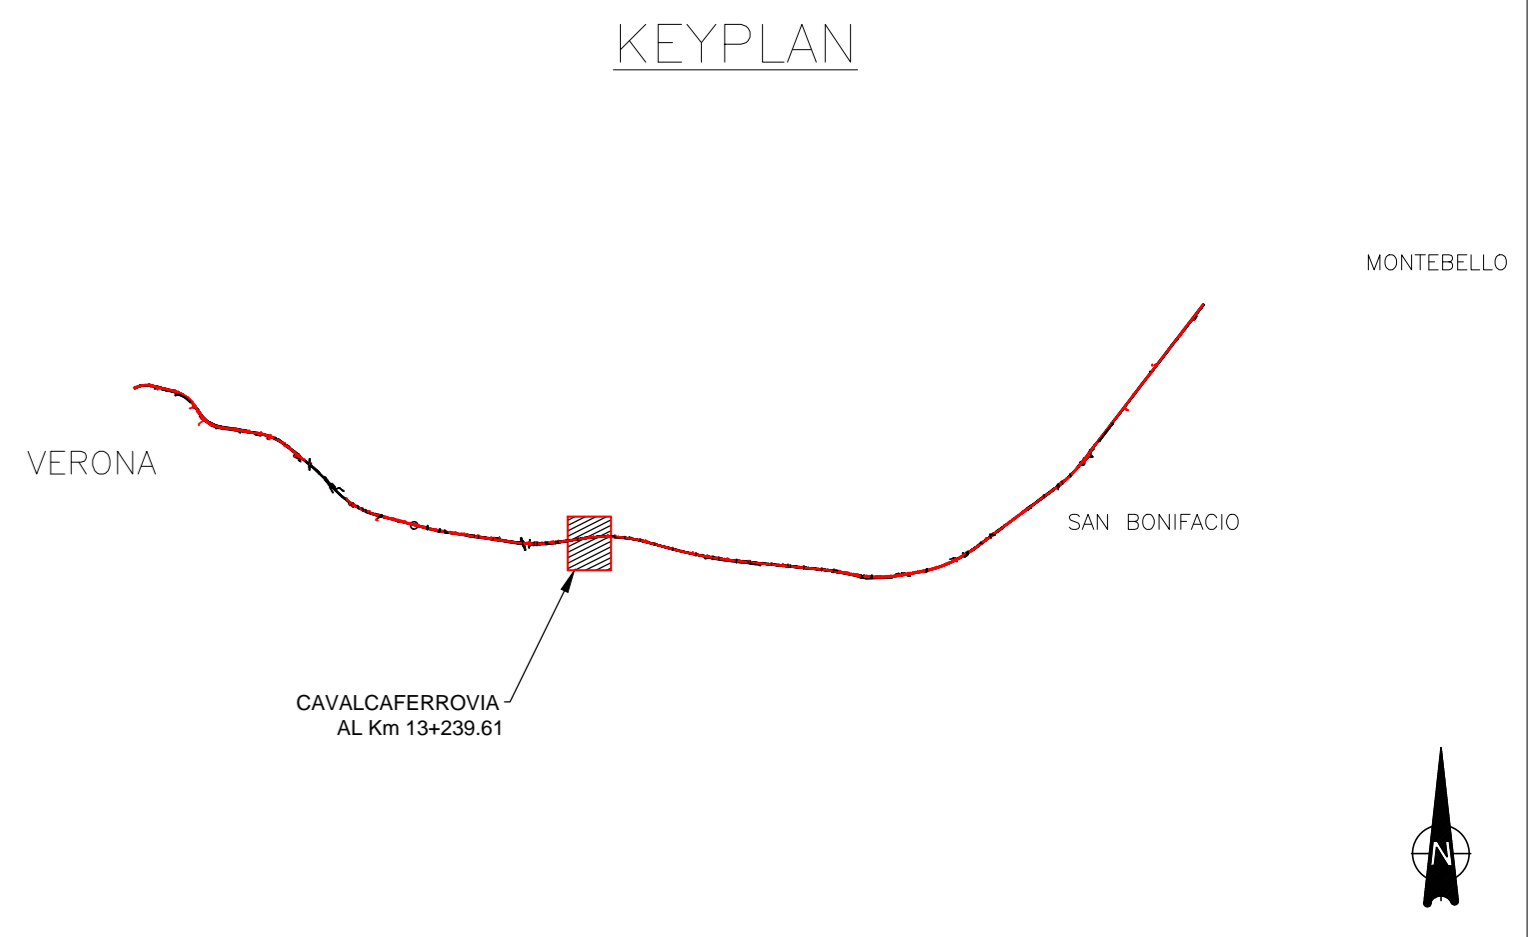 KEYPLAN
MONTEBELLO
VERONA
SAN BONIFACIO
CAVALCAFERROVIA
AL Km 13+239.61
N